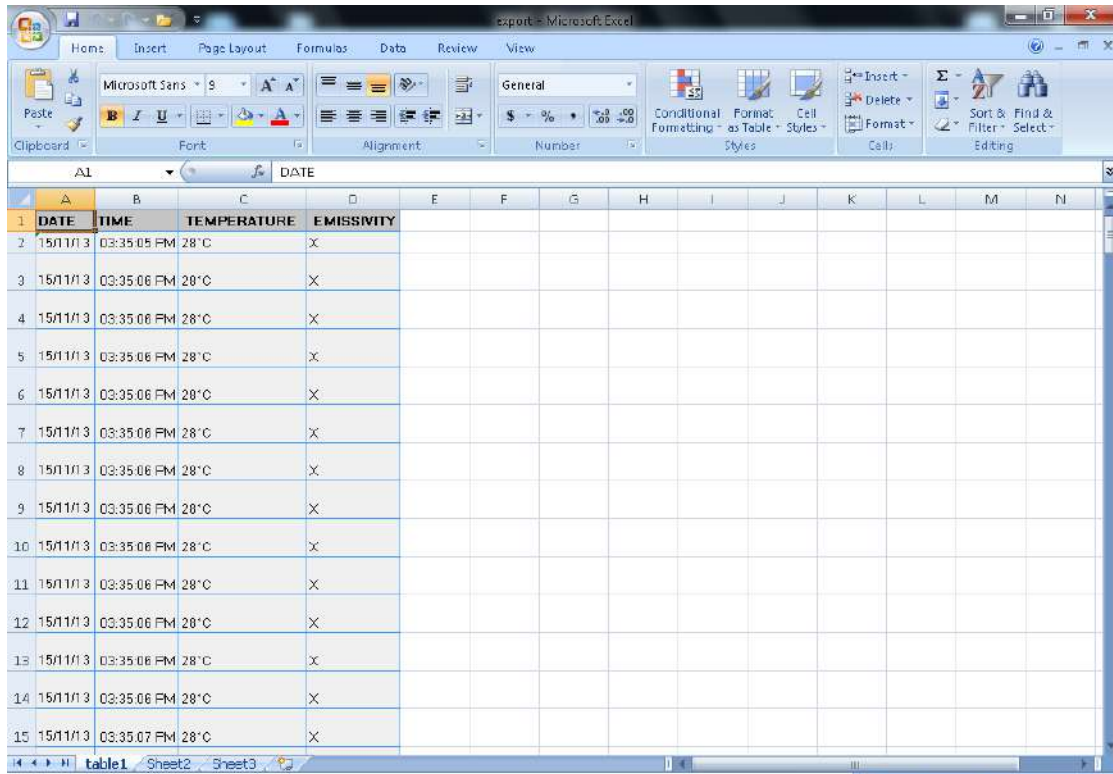 export - Microsoft Excel
Home Insert Page Layout Formulas Data Review View
Microsoft Sans 9 General
Paste B I U A $ % Conditional Formatting Format as Table Cell Styles Insert Delete Format Σ Sort & Filter Find & Select
Clipboard Font Alignment Number Styles Cells Editing
A1 fx DATE
A B C D E F G H I J K L M N
1 DATE TIME TEMPERATURE EMISSIVITY
2 15/11/13 03:35:05 PM 28°C X
3 15/11/13 03:35:06 PM 28°C X
4 15/11/13 03:35:06 PM 28°C X
5 15/11/13 03:35:06 PM 28°C X
6 15/11/13 03:35:06 PM 28°C X
7 15/11/13 03:35:06 PM 28°C X
8 15/11/13 03:35:06 PM 28°C X
9 15/11/13 03:35:06 PM 28°C X
10 15/11/13 03:35:06 PM 28°C X
11 15/11/13 03:35:06 PM 28°C X
12 15/11/13 03:35:06 PM 28°C X
13 15/11/13 03:35:06 PM 28°C X
14 15/11/13 03:35:06 PM 28°C X
15 15/11/13 03:35:07 PM 28°C X
table1 Sheet2 Sheet3